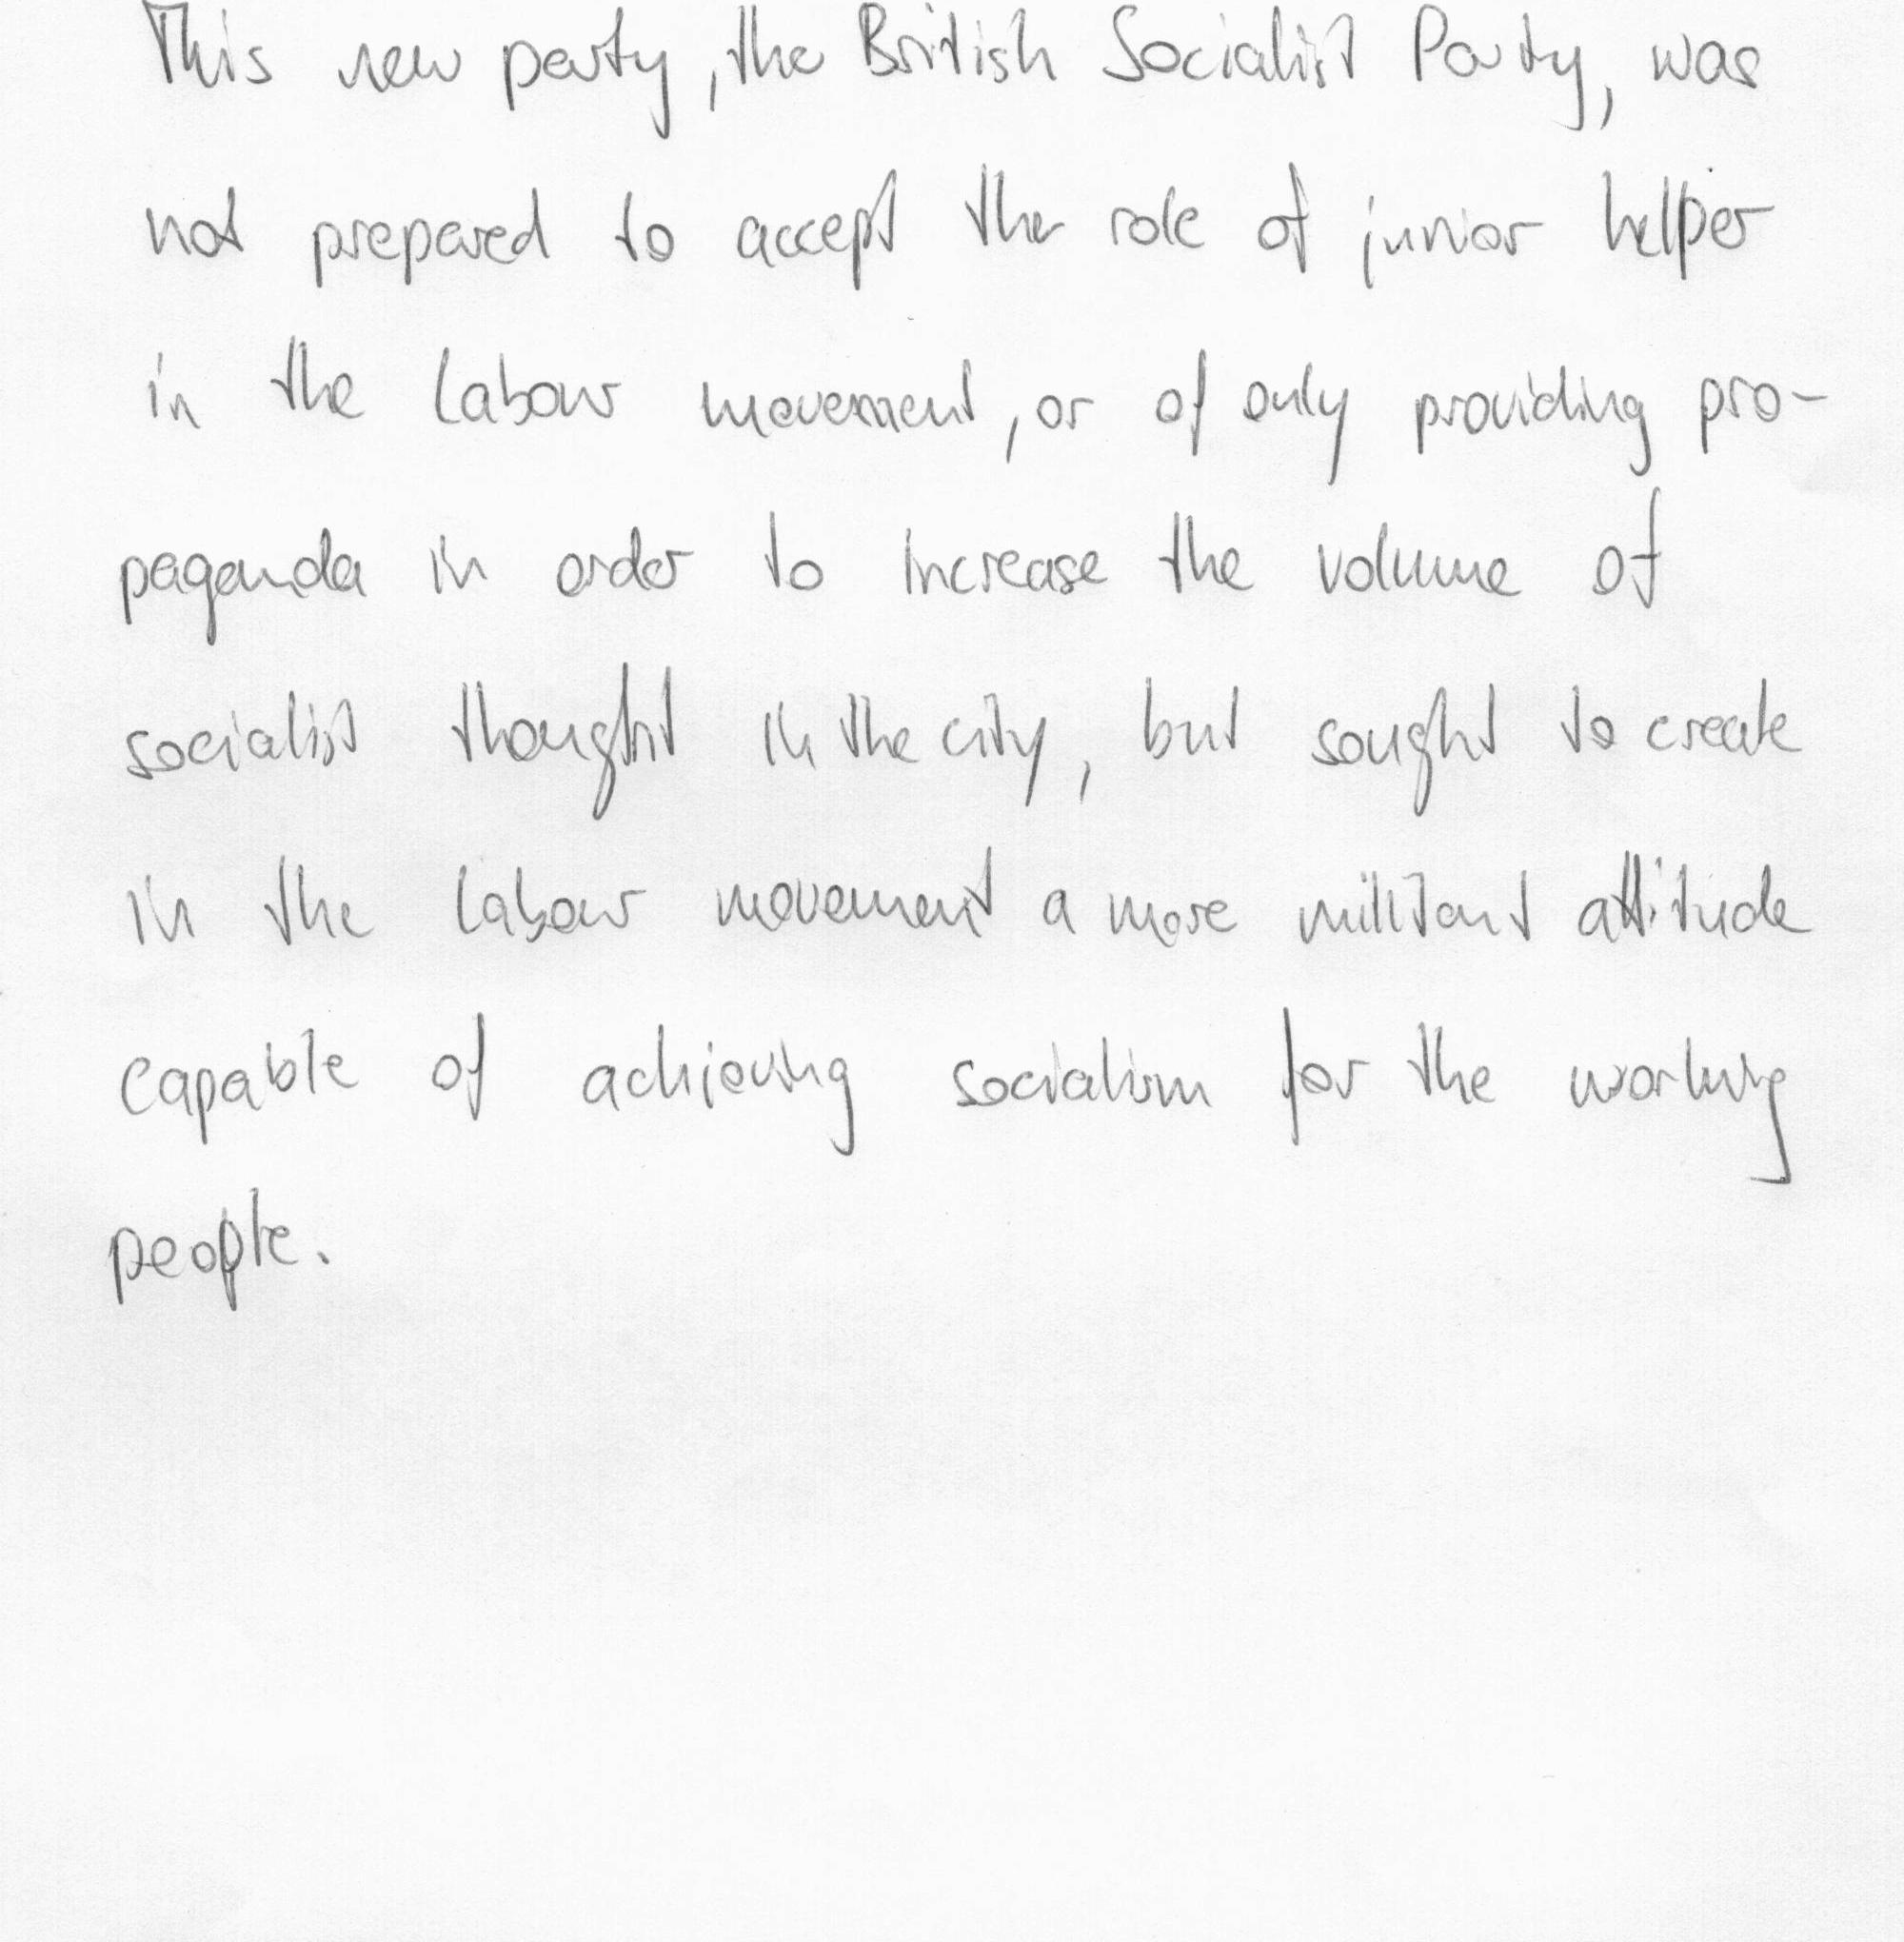 This new party, the British Socialist Party, was
not prepared to accept the role of junior helper
in the Labour movement, or of only providing pro-
paganda in order to increase the volume of
socialist thought in the city, but sought to create
in the Labour movement a more militant attitude
capable of achieving socialism for the working
people.